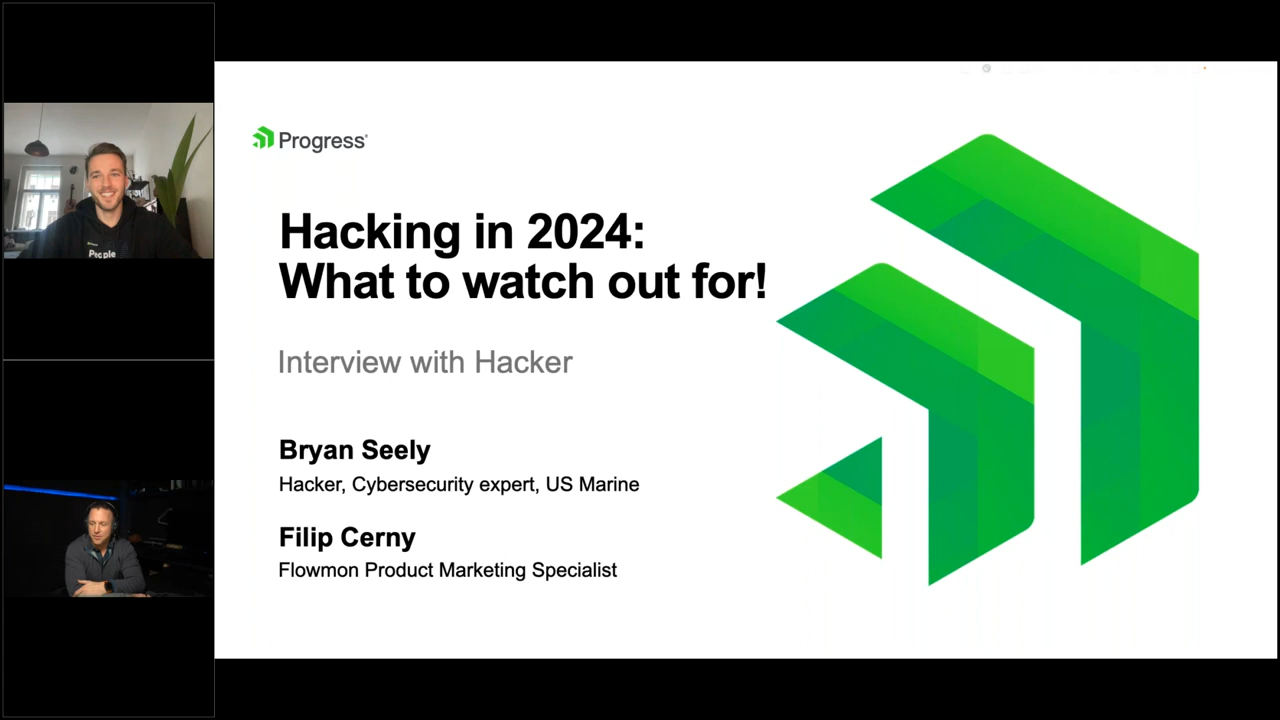 Progress®
Hacking in 2024:
What to watch out for!
Interview with Hacker
Bryan Seely
Hacker, Cybersecurity expert, US Marine
Filip Cerny
Flowmon Product Marketing Specialist
People